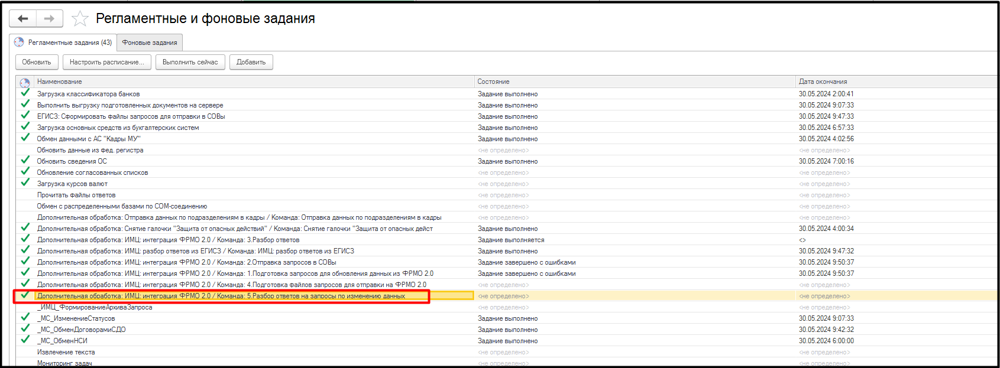 Регламентные и фоновые задания
Регламентные задания (43) Фоновые задания
Обновить Настроить расписание... Выполнить сейчас Добавить
Наименование Состояние Дата окончания
Загрузка классификатора банков Задание выполнено 30.05.2024 2:00:41
Выполнить выгрузку подготовленных документов на сервере Задание выполнено 30.05.2024 9:07:33
ЕГИСЗ: Сформировать файлы запросов для отправки в СОВы Задание выполнено 30.05.2024 9:47:33
Загрузка основных средств из бухгалтерских систем Задание выполнено 30.05.2024 6:57:33
Обмен данными с АС "Кадры МУ" Задание выполнено 30.05.2024 4:02:56
Обновить данные из фед. регистра <не определено> <не определено>
Обновить сведения ОС Задание выполнено 30.05.2024 7:00:16
Обновление согласованных списков <не определено> <не определено>
Загрузка курсов валют <не определено> <не определено>
Прочитать файлы ответов <не определено> <не определено>
Обмен с распределенными базами по COM-соединению <не определено> <не определено>
Дополнительная обработка: Отправка данных по подразделениям в кадры / Команда: Отправка данных по подразделениям в кадры <не определено> <не определено>
Дополнительная обработка: Снятие галочки "Защита от опасных действий" / Команда: Снятие галочки "Защита от опасных дейст Задание выполнено 30.05.2024 4:00:34
Дополнительная обработка: ИМЦ: интеграция ФРМО 2.0 / Команда: 3.Разбор ответов Задание выполняется <>
Дополнительная обработка: ИМЦ: разбор ответов из ЕГИСЗ / Команда: ИМЦ: разбор ответов из ЕГИСЗ Задание выполнено 30.05.2024 9:47:32
Дополнительная обработка: ИМЦ: интеграция ФРМО 2.0 / Команда: 2.Отправка запросов в СОВы Задание завершено с ошибками 30.05.2024 9:50:37
Дополнительная обработка: ИМЦ: интеграция ФРМО 2.0 / Команда: 1.Подготовка запросов для обновления данных из ФРМО 2.0 Задание завершено с ошибками 30.05.2024 9:50:37
Дополнительная обработка: ИМЦ: интеграция ФРМО 2.0 / Команда: 4.Подготовка файлов запросов для отправки на ФРМО 2.0 <не определено> <не определено>
Дополнительная обработка: ИМЦ: интеграция ФРМО 2.0 / Команда: 5.Разбор ответов на запросы по изменению данных <не определено> <не определено>
_ИМЦ_ФормированиеАрхиваЗапроса <не определено> <не определено>
_МС_ИзменениеСтатусов Задание выполнено 30.05.2024 9:07:33
_МС_ОбменДоговорамиСДО Задание выполнено 30.05.2024 9:42:32
_МС_ОбменНСИ Задание выполнено 30.05.2024 6:00:00
Извлечение текста <не определено> <не определено>
Мониторинг задач <не определено> <не определено>